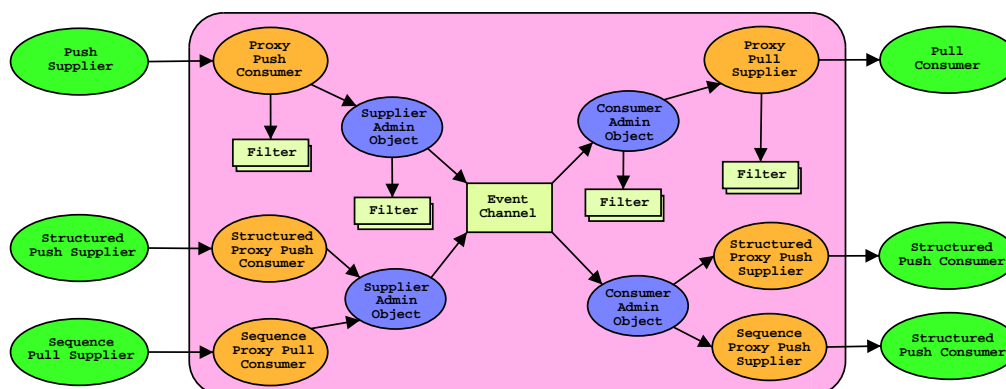 Push
Supplier
Proxy
Push
Consumer
Filter
Supplier
Admin
Object
Filter
Event
Channel
Consumer
Admin
Object
Filter
Proxy
Pull
Supplier
Filter
Pull
Consumer
Structured
Push Supplier
Structured
Proxy Push
Consumer
Supplier
Admin
Object
Sequence
Pull Supplier
Sequence
Proxy Pull
Consumer
Consumer
Admin
Object
Structured
Proxy Push
Supplier
Structured
Push Consumer
Sequence
Proxy Push
Supplier
Structured
Push Consumer